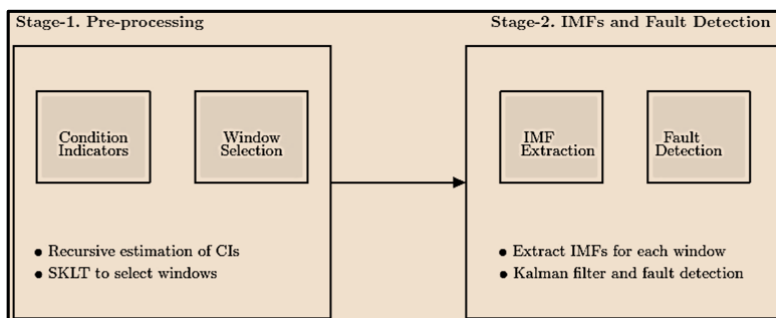 Stage-1. Pre-processing
Condition
Indicators
Window
Selection
• Recursive estimation of CIs
• SKLT to select windows
Stage-2. IMFs and Fault Detection
IMF
Extraction
Fault
Detection
• Extract IMFs for each window
• Kalman filter and fault detection